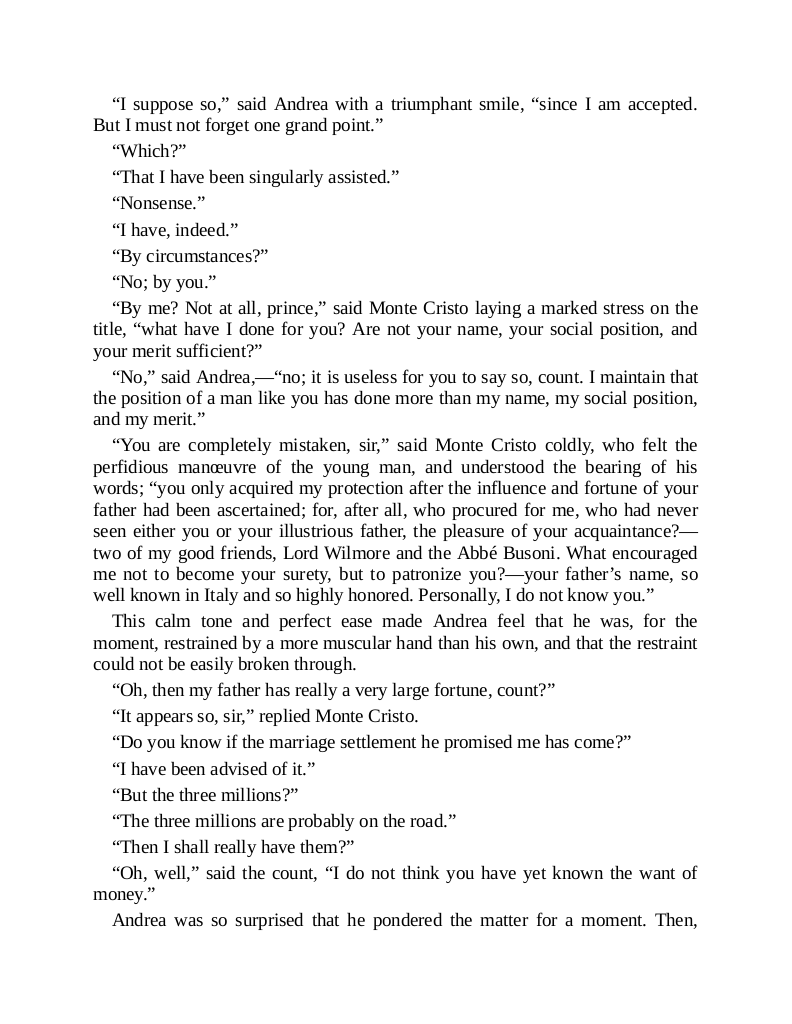 “I suppose so,” said Andrea with a triumphant smile, “since I am accepted.
But I must not forget one grand point.”
“Which?”
“That I have been singularly assisted.”
“Nonsense.”
“I have, indeed.”
“By circumstances?”
“No; by you.”
“By me? Not at all, prince,” said Monte Cristo laying a marked stress on the
title, “what have I done for you? Are not your name, your social position, and
your merit sufficient?”
“No,” said Andrea,—“no; it is useless for you to say so, count. I maintain that
the position of a man like you has done more than my name, my social position,
and my merit.”
“You are completely mistaken, sir,” said Monte Cristo coldly, who felt the
perfidious manœuvre of the young man, and understood the bearing of his
words; “you only acquired my protection after the influence and fortune of your
father had been ascertained; for, after all, who procured for me, who had never
seen either you or your illustrious father, the pleasure of your acquaintance?—
two of my good friends, Lord Wilmore and the Abbé Busoni. What encouraged
me not to become your surety, but to patronize you?—your father’s name, so
well known in Italy and so highly honored. Personally, I do not know you.”
This calm tone and perfect ease made Andrea feel that he was, for the
moment, restrained by a more muscular hand than his own, and that the restraint
could not be easily broken through.
“Oh, then my father has really a very large fortune, count?”
“It appears so, sir,” replied Monte Cristo.
“Do you know if the marriage settlement he promised me has come?”
“I have been advised of it.”
“But the three millions?”
“The three millions are probably on the road.”
“Then I shall really have them?”
“Oh, well,” said the count, “I do not think you have yet known the want of
money.”
Andrea was so surprised that he pondered the matter for a moment. Then,